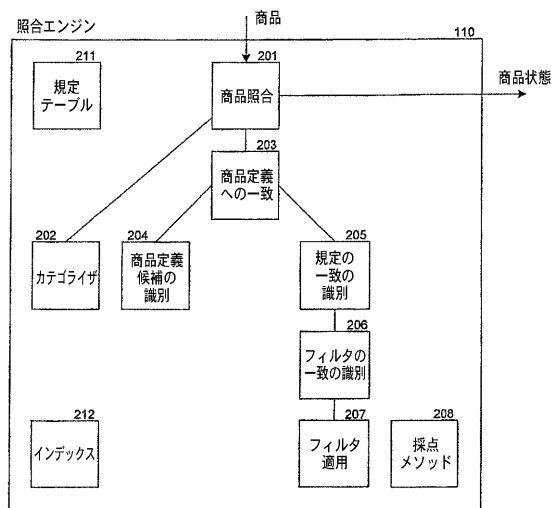 商品
照合エンジン
110
211
規定
テーブル
201
商品照合
商品状態
203
商品定義
への一致
202
カテゴライザ
204
商品定義
候補の
識別
205
規定の
一致の
識別
206
フィルタの
一致の識別
212
インデックス
207
フィルタ
適用
208
採点
メソッド